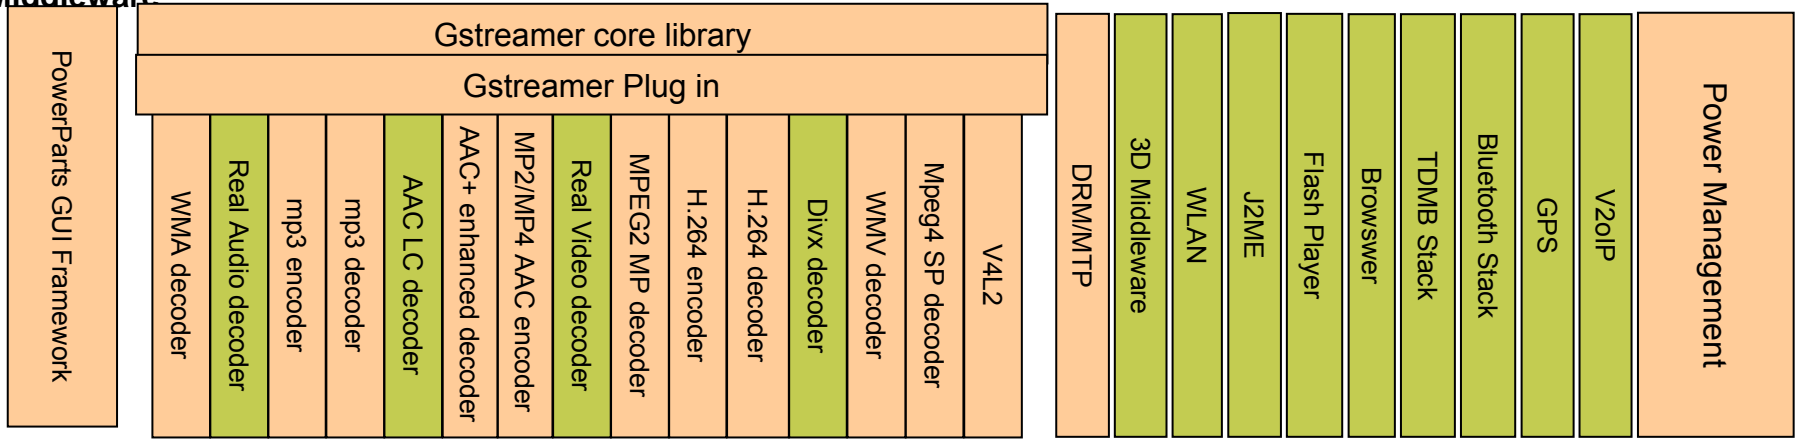 Middleware
PowerParts GUI Framework
Gstreamer core library
Gstreamer Plug in
WMA decoder
Real Audio decoder
mp3 encoder
mp3 decoder
AAC LC decoder
AAC+ enhanced decoder
MP2/MP4 AAC encoder
Real Video decoder
MPEG2 MP decoder
H.264 encoder
H.264 decoder
Divx decoder
WMV decoder
Mpeg4 SP decoder
V4L2
DRM/MTP
3D Middleware
WLAN
J2ME
Flash Player
Browswer
TDMB Stack
Bluetooth Stack
GPS
V2oIP
Power Management